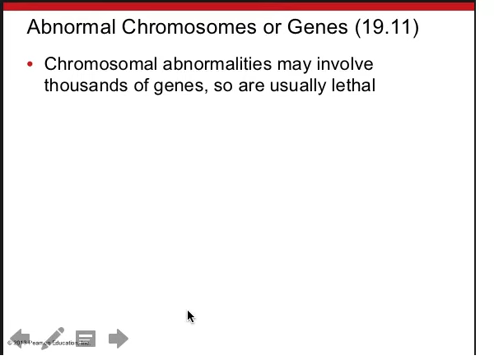 Abnormal Chromosomes or Genes (19.11)
• Chromosomal abnormalities may involve
thousands of genes, so are usually lethal